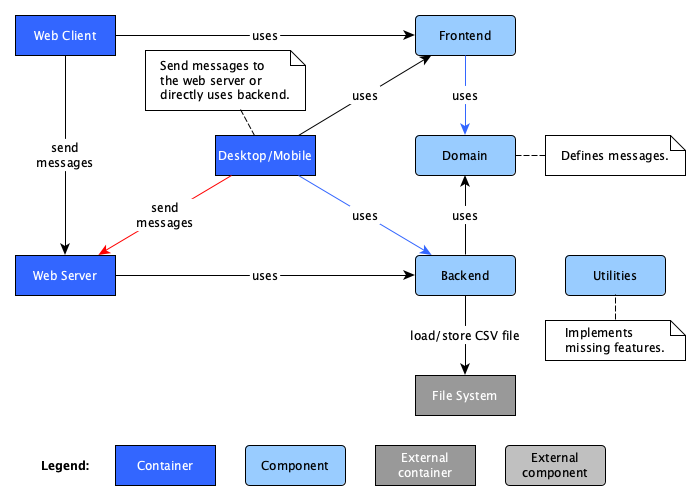 Web Client
uses
Frontend
Send messages to
the web server or
directly uses backend.
uses
uses
send
messages
Desktop/Mobile
Domain
Defines messages.
send
messages
uses
uses
Web Server
uses
Backend
Utilities
load/store CSV file
Implements
missing features.
File System
Legend:
Container
Component
External
container
External
component